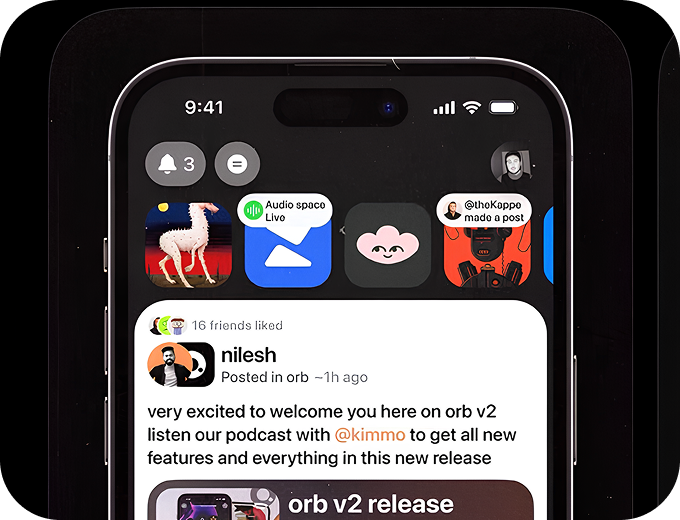 9:41
3
Audio space
Live
@theKappe
made a post
16 friends liked
nilesh
Posted in orb ~1h ago
very excited to welcome you here on orb v2
listen our podcast with @kimmo to get all new
features and everything in this new release
orb v2 release